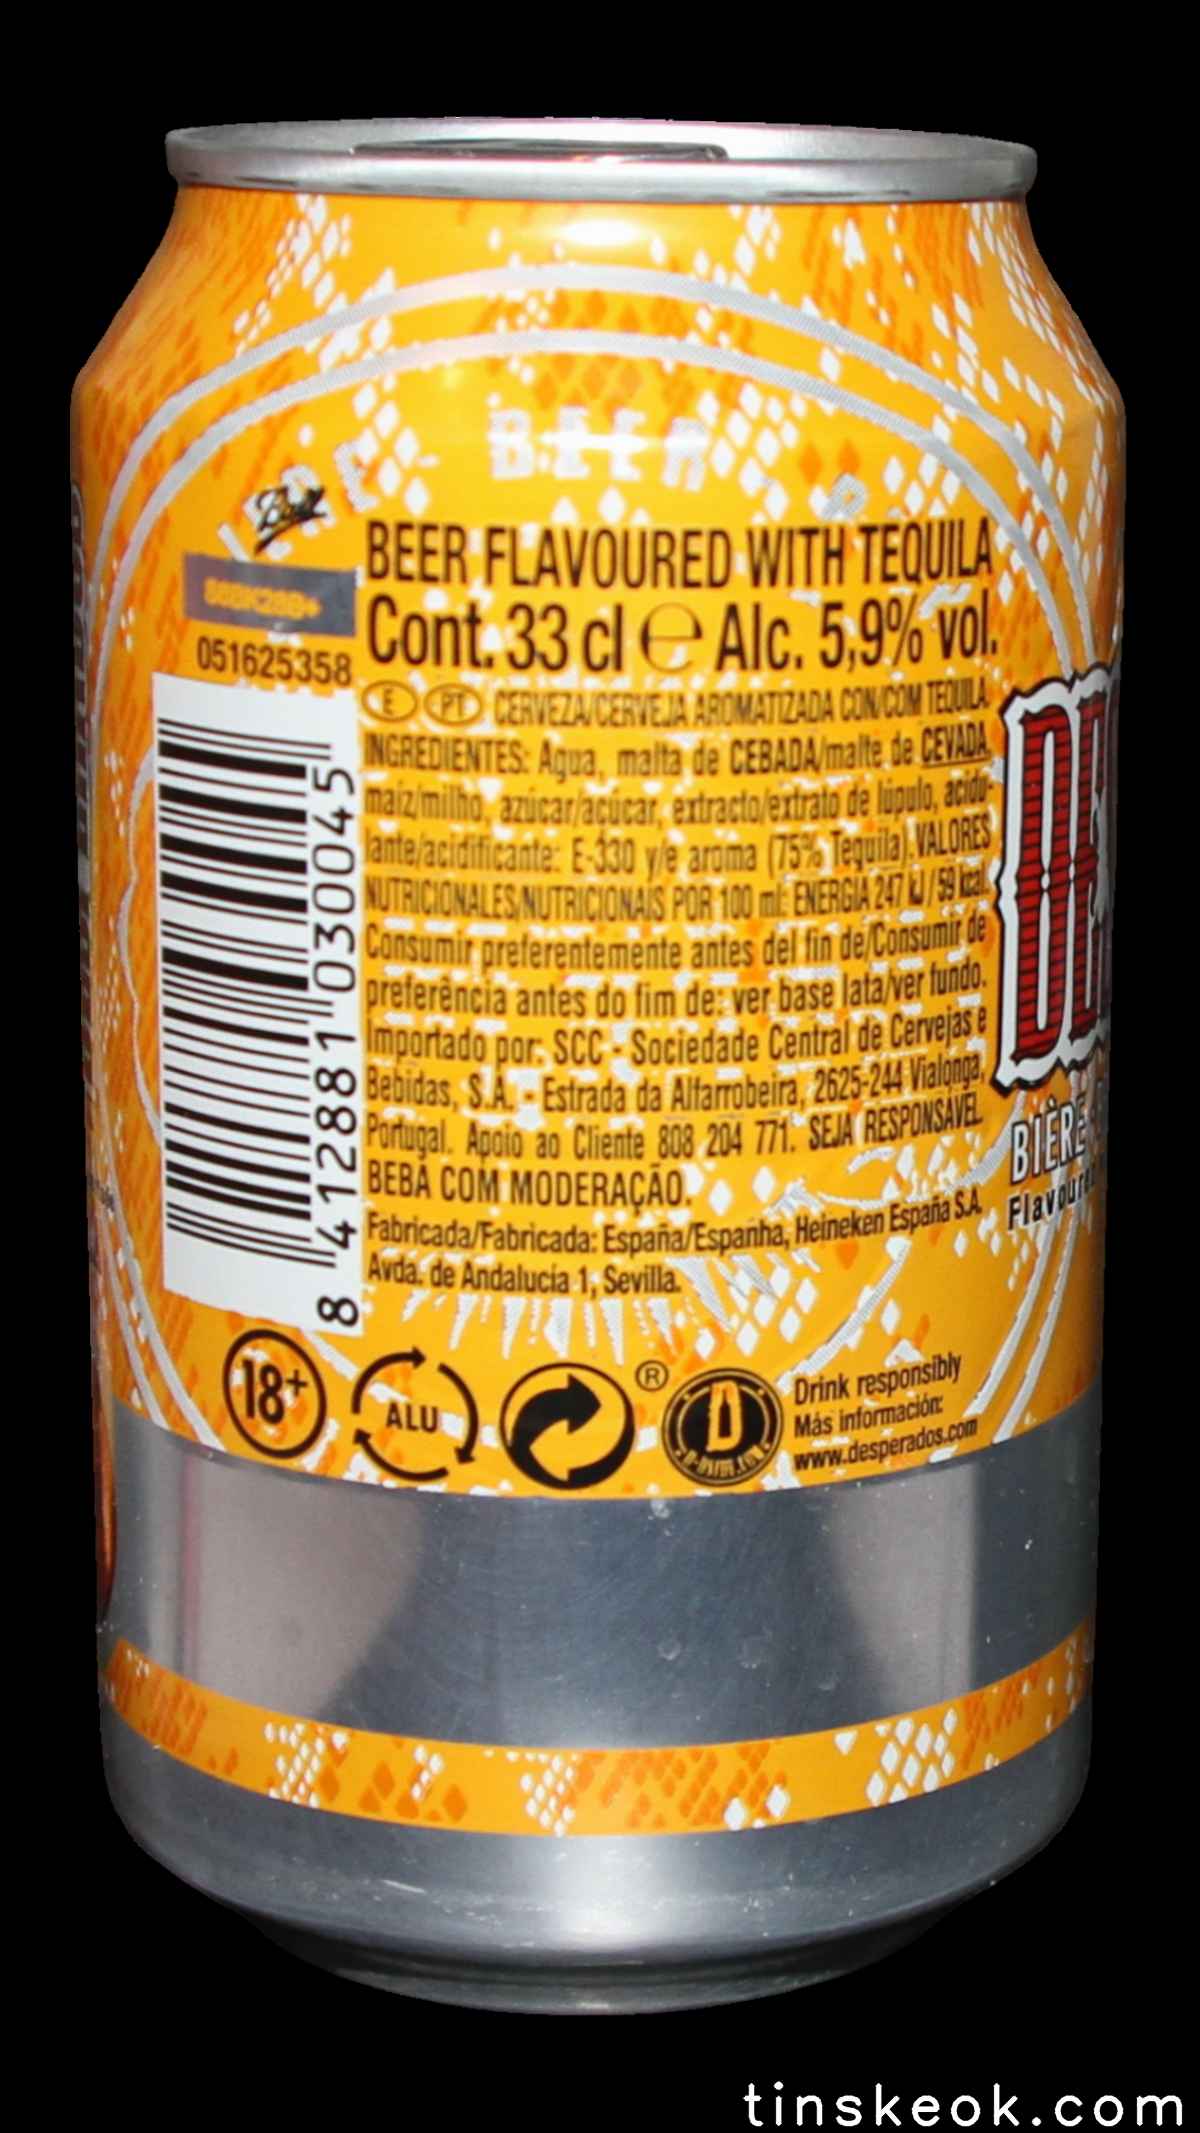 BEER
Ball
051625358
8 412881 030045
BEER FLAVOURED WITH TEQUILA
Cont. 33 cl e Alc. 5,9% vol.
E PT CERVEZA/CERVEJA AROMATIZADA CON/COM TEQUILA
INGREDIENTES: Agua, malta de CEBADA/malte de CEVADA,
maíz/milho, azúcar/açúcar, extracto/extrato de lúpulo, acidu-
lante/acidificante: E-330 y/e aroma (75% Tequila).VALORES
NUTRICIONALES/NUTRICIONAIS POR 100 ml: ENERGIA 247 kJ / 59 kcal.
Consumir preferentemente antes del fin de/Consumir de
preferência antes do fim de: ver base lata/ver fundo.
Importado por: SCC - Sociedade Central de Cervejas e
Bebidas, S.A. - Estrada da Alfarrobeira, 2625-244 Vialonga,
Portugal. Apoio ao Cliente 808 204 771. SEJA RESPONSÁVEL.
BEBA COM MODERAÇÃO.
Fabricada/Fabricada: España/Espanha, Heineken España S.A.
Avda. de Andalucía 1, Sevilla.
DE
BIÈRE
Flavoure
18+
ALU
®
D
Drink responsibly
Más información:
www.desperados.com
tinskeok.com